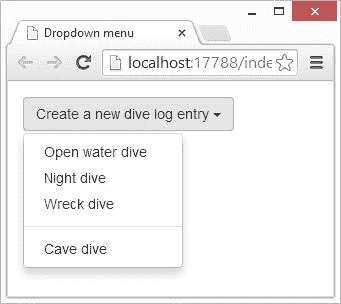 Dropdown menu
localhost:17788/inde
Create a new dive log entry
Open water dive
Night dive
Wreck dive
Cave dive